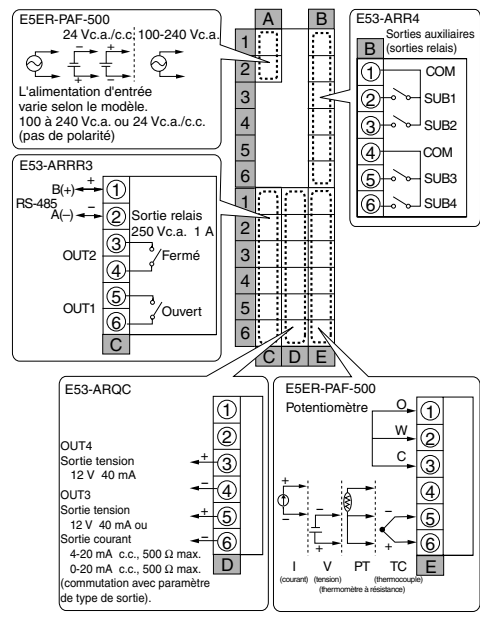 E5ER-PAF-500
24 Vc.a./c.c. 100-240 Vc.a.
+ - + -
L'alimentation d'entrée
varie selon le modèle.
100 à 240 Vc.a. ou 24 Vc.a./c.c.
(pas de polarité)
A B
1
2
3
4
5
6
1
2
3
4
5
6
C D E
E53-ARR4
Sorties auxiliaires
(sorties relais)
B
1 COM
2 SUB1
3 SUB2
4 COM
5 SUB3
6 SUB4
E53-ARRR3
RS-485
B(+) + 1
A(–) – 2
Sortie relais
250 Vc.a. 1 A
OUT2
3
4
Fermé
OUT1
5
6
Ouvert
C
E53-ARQC
1
2
OUT4
Sortie tension
12 V 40 mA
+ 3
– 4
OUT3
Sortie tension
12 V 40 mA ou
Sortie courant
4-20 mA c.c., 500 Ω max.
0-20 mA c.c., 500 Ω max.
(commutation avec paramètre
de type de sortie).
+ 5
– 6
D
E5ER-PAF-500
Potentiomètre
O 1
W 2
C 3
4
5
6
E
+ –
– +
– +
I V PT TC
(courant) (tension) (thermocouple)
(thermomètre à résistance)